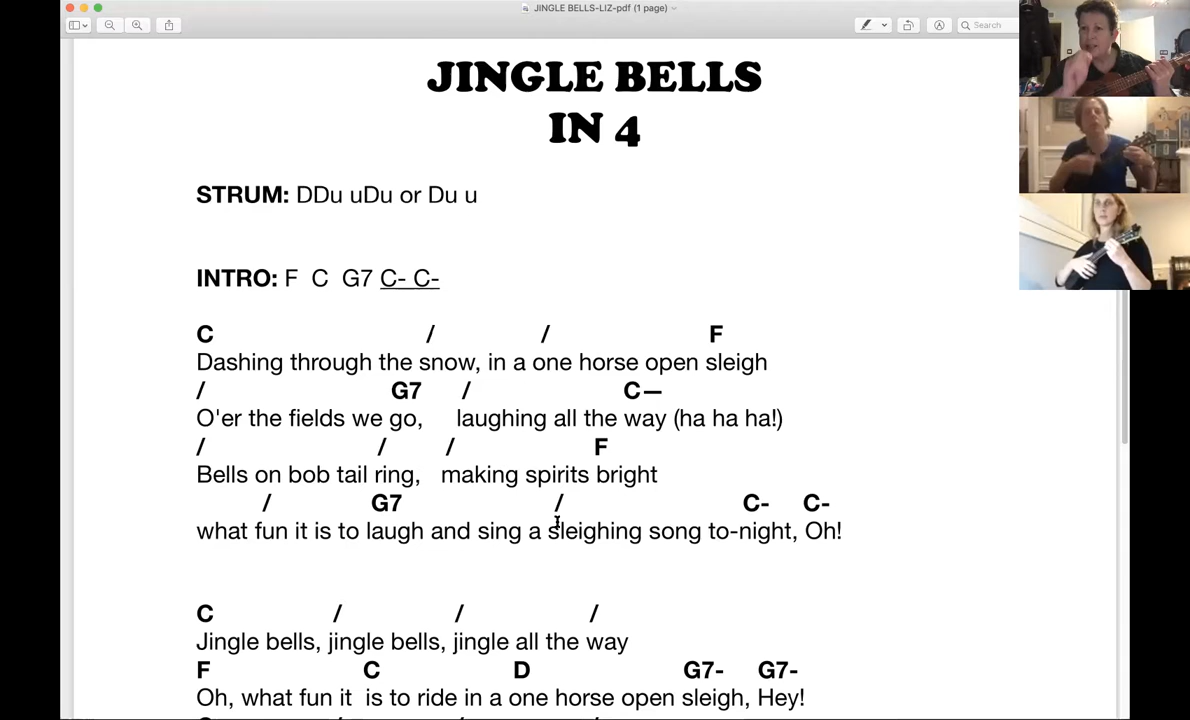 JINGLE BELLS-LIZ-pdf (1 page)
Search
JINGLE BELLS
IN 4
STRUM: DDu uDu or Du u
INTRO: F C G7 C- C-
C / / F
Dashing through the snow, in a one horse open sleigh
/ G7 / C—
O'er the fields we go, laughing all the way (ha ha ha!)
/ / / F
Bells on bob tail ring, making spirits bright
/ G7 / C- C-
what fun it is to laugh and sing a sleighing song to-night, Oh!
C / / /
Jingle bells, jingle bells, jingle all the way
F C D G7- G7-
Oh, what fun it is to ride in a one horse open sleigh, Hey!